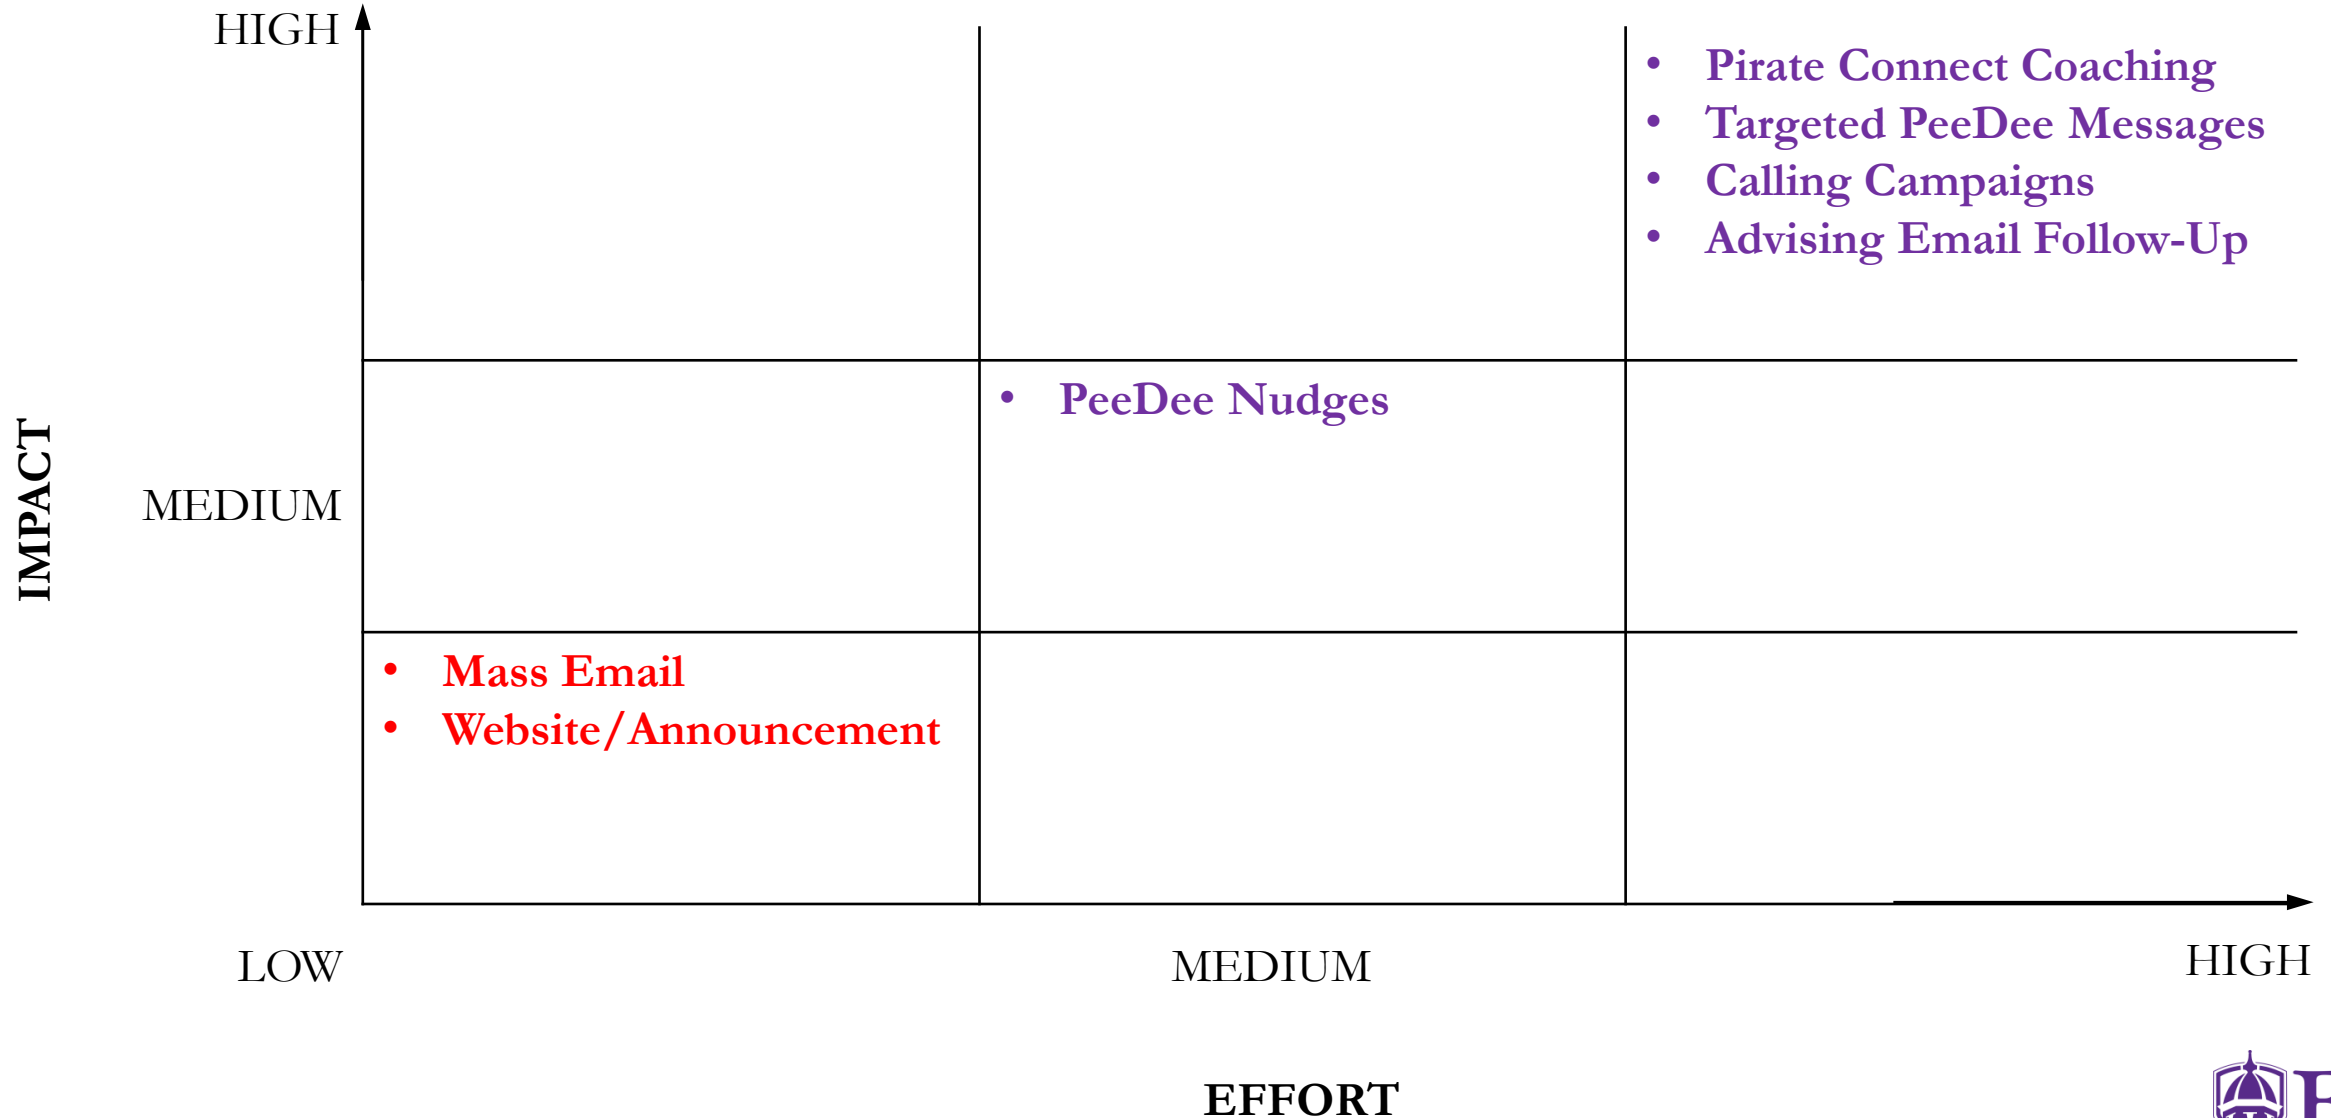 HIGH
• Pirate Connect Coaching
• Targeted PeeDee Messages
• Calling Campaigns
• Advising Email Follow-Up
IMPACT
MEDIUM
• PeeDee Nudges
• Mass Email
• Website/Announcement
LOW
MEDIUM
HIGH
EFFORT